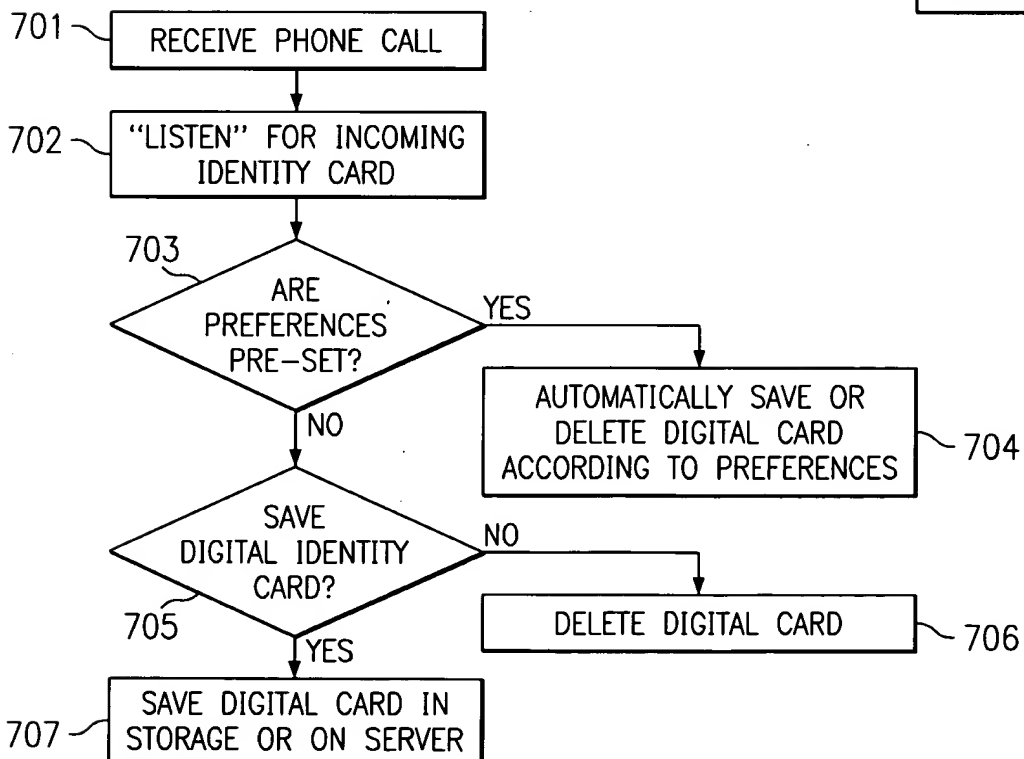 701
RECEIVE PHONE CALL
702
“LISTEN” FOR INCOMING
IDENTITY CARD
703
ARE
PREFERENCES
PRE-SET?
YES
NO
AUTOMATICALLY SAVE OR
DELETE DIGITAL CARD
ACCORDING TO PREFERENCES
704
SAVE
DIGITAL IDENTITY
CARD?
705
NO
YES
DELETE DIGITAL CARD
706
707
SAVE DIGITAL CARD IN
STORAGE OR ON SERVER